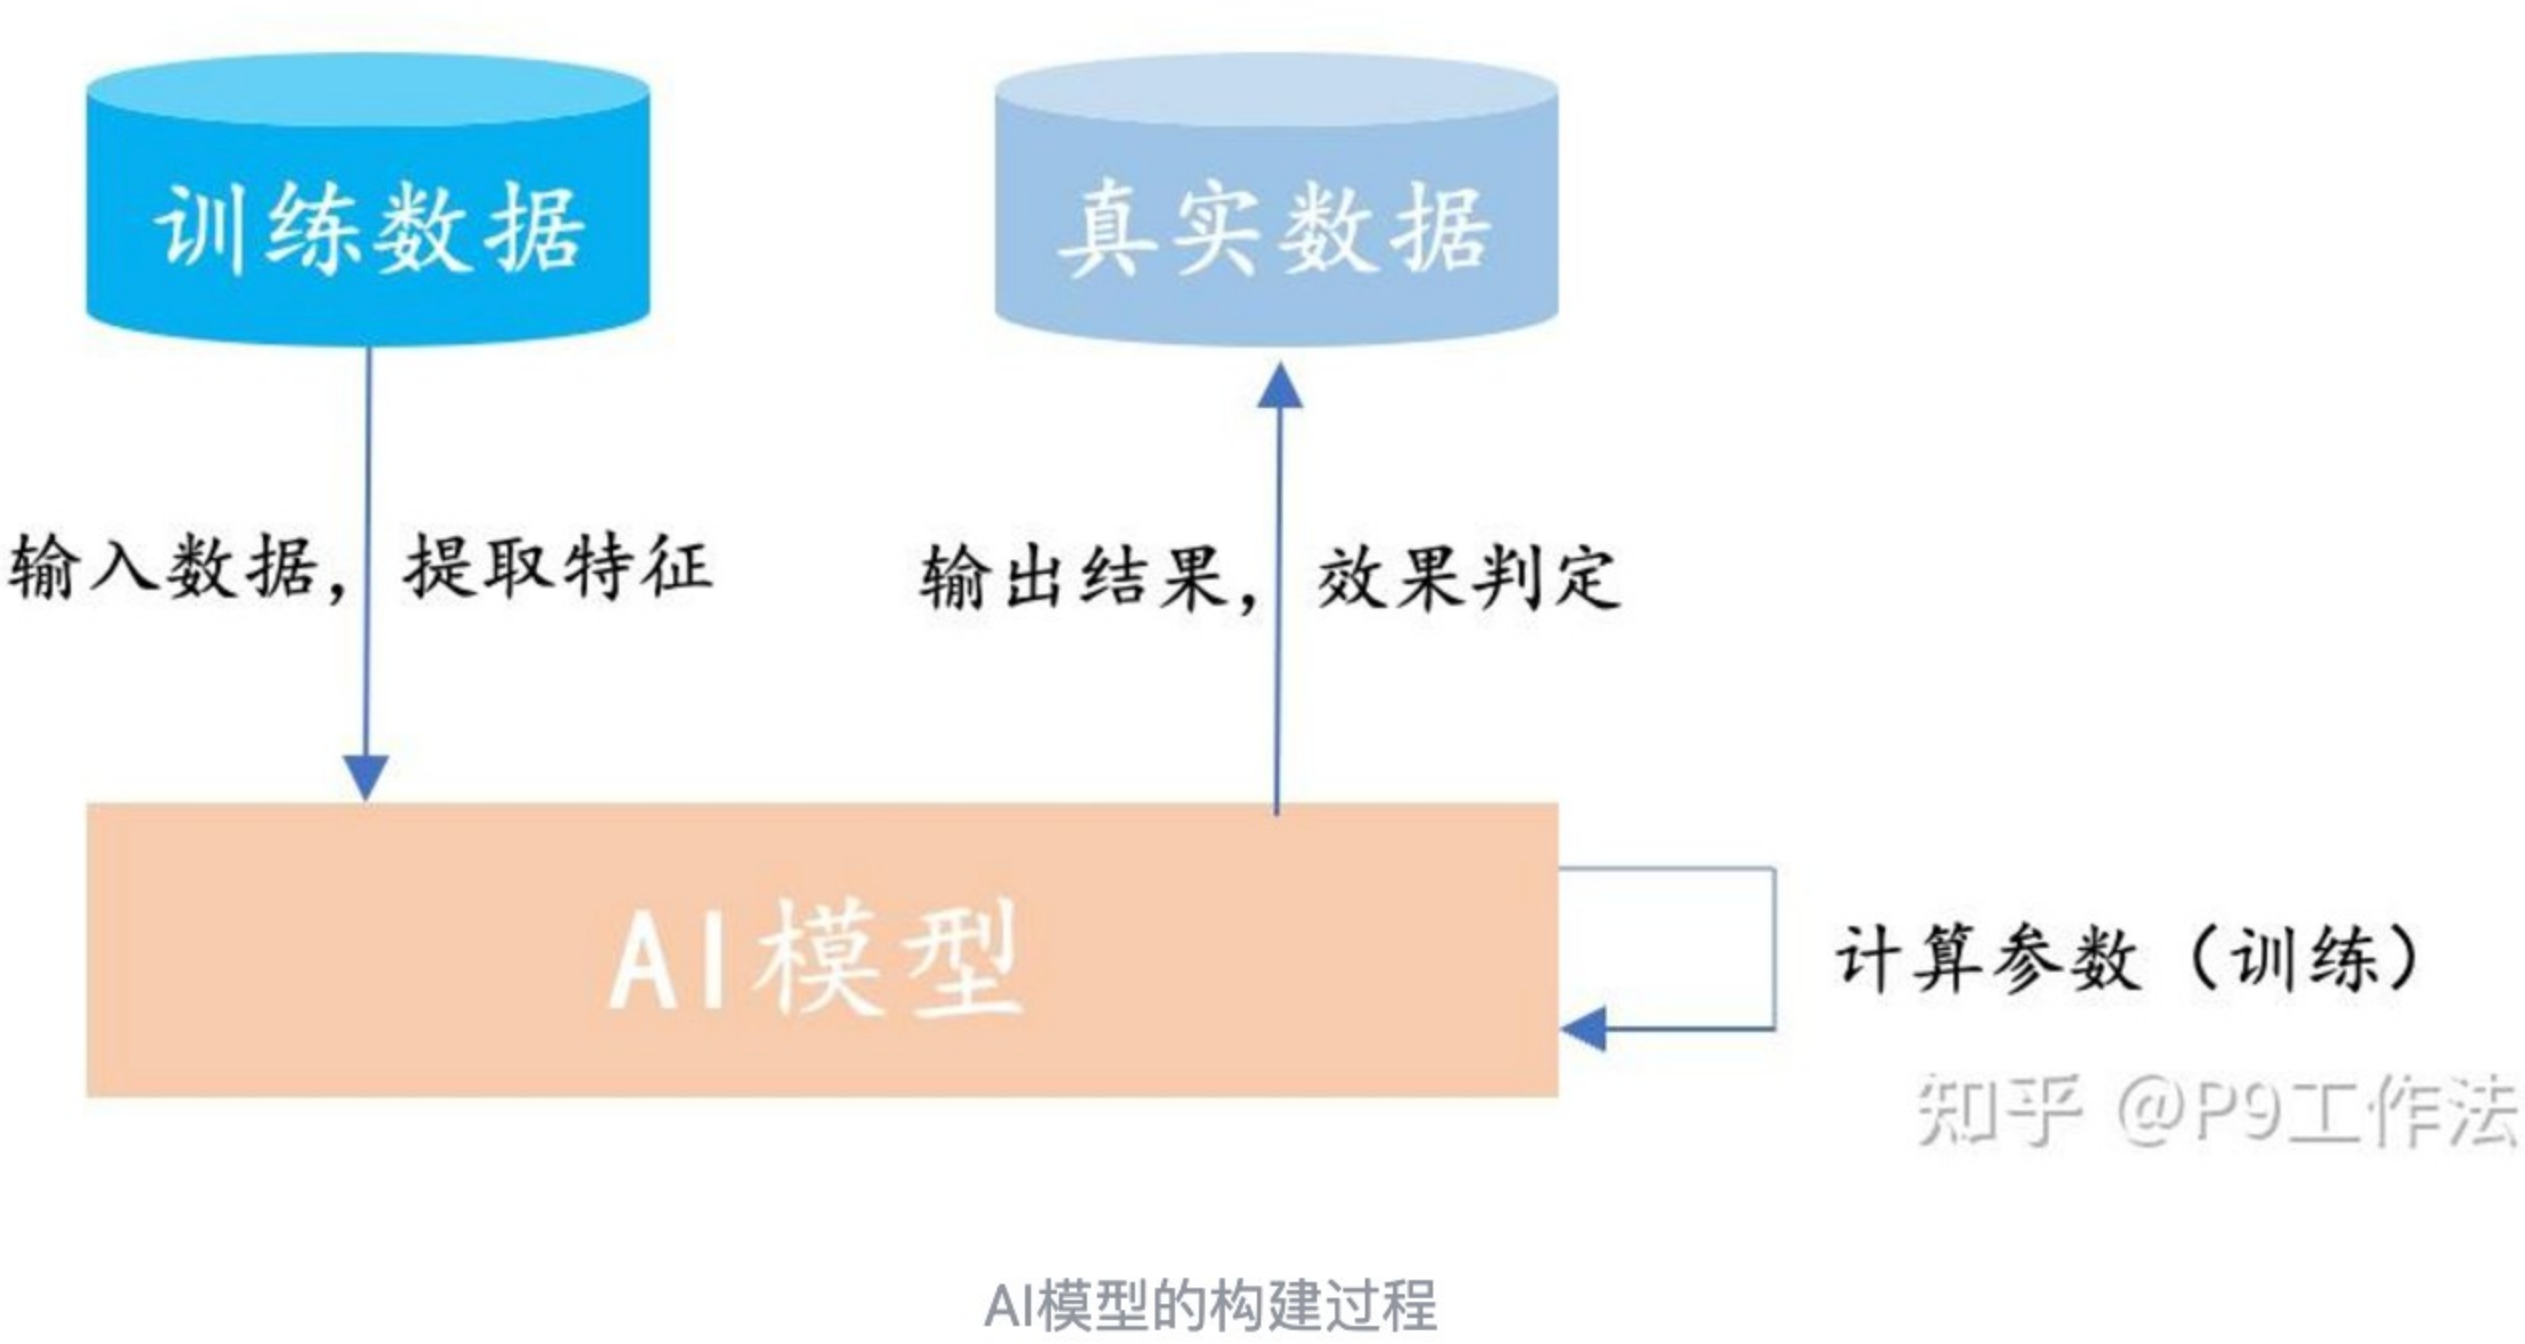 训练数据
真实数据
输入数据，提取特征
输出结果，效果判定
AI模型
计算参数（训练）
知乎 @P9工作法
AI模型的构建过程